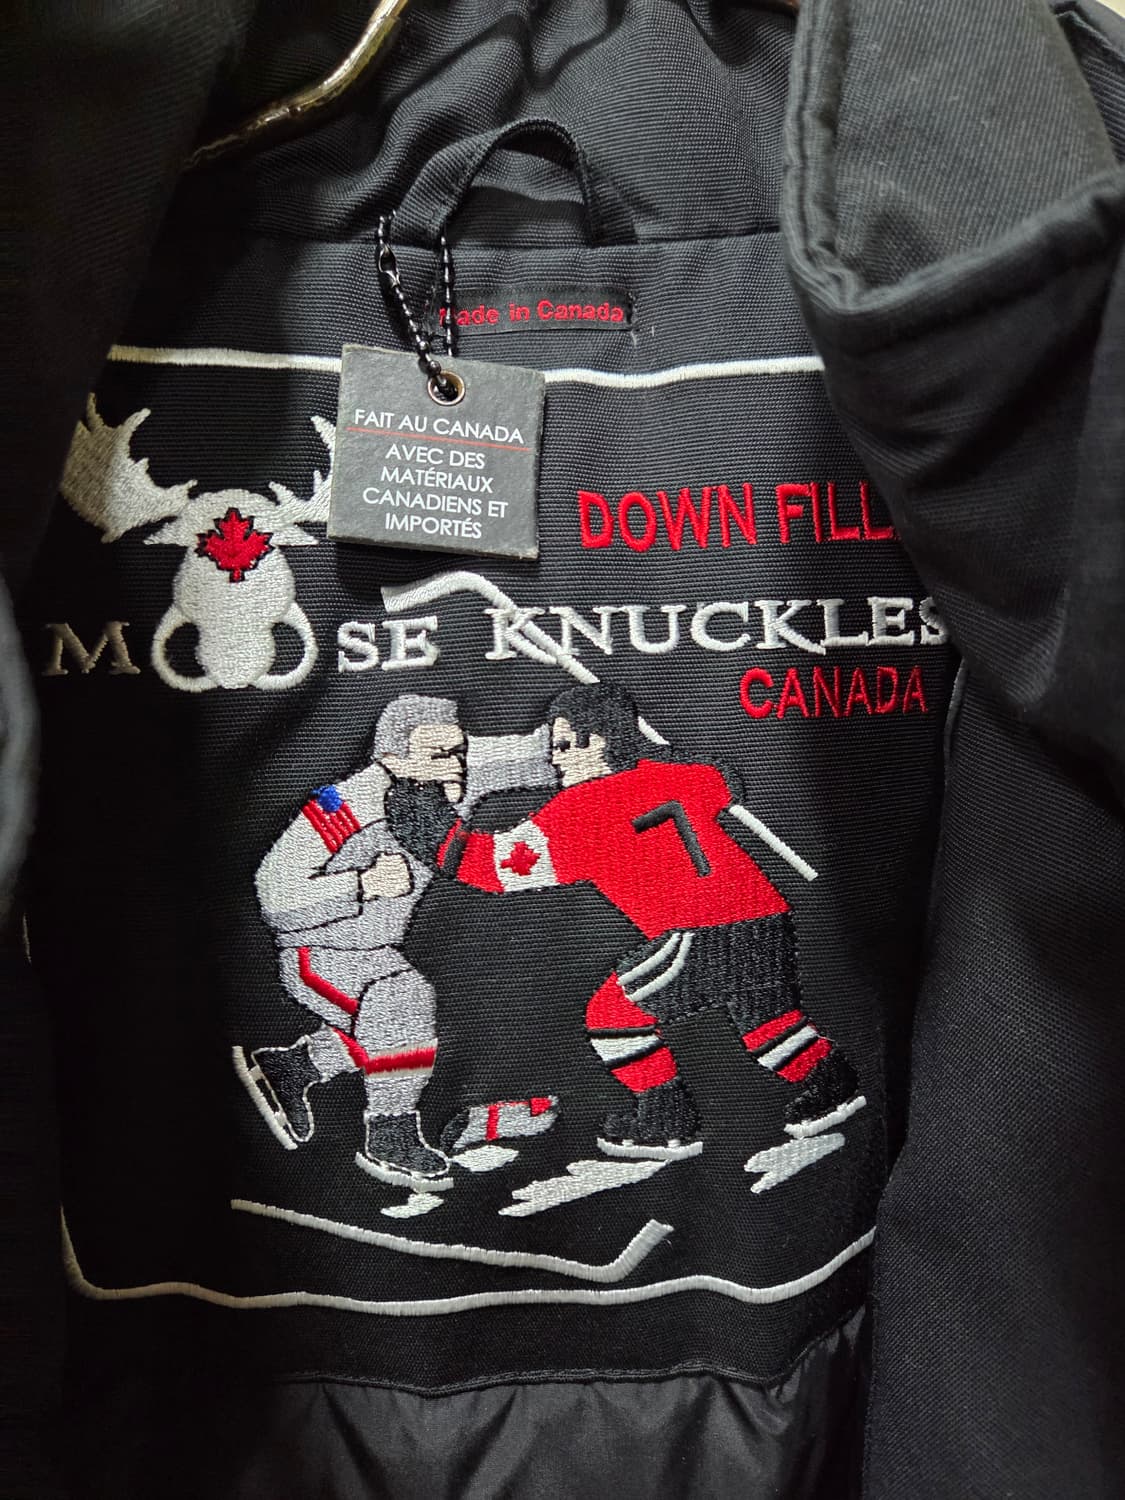 Made in Canada
FAIT AU CANADA
AVEC DES
MATÉRIAUX
CANADIENS ET
IMPORTÉS
DOWN FILL
MOOSE KNUCKLES
CANADA
7